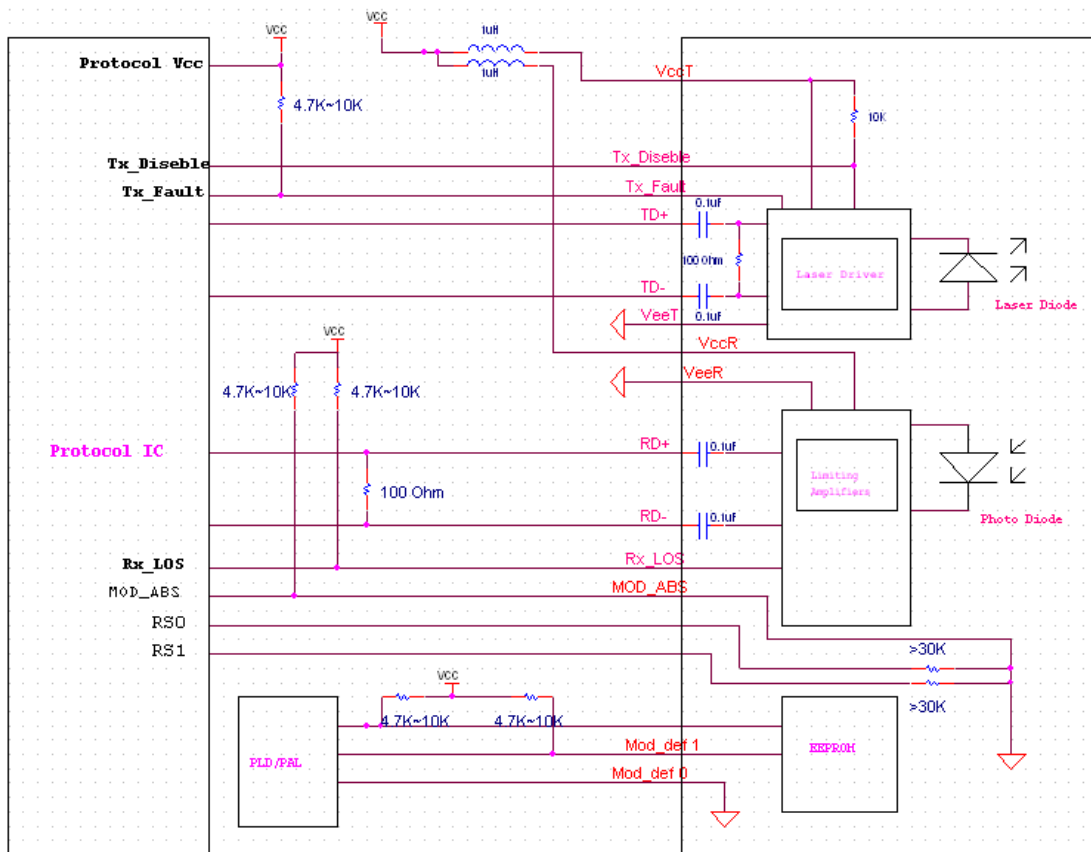 VCC
VCC
1uH
Protocol Vcc
1uH
VccT
4.7K~10K
10K
Tx_Diseble
Tx_Diseble
Tx_Fault
Tx_Fault
0.1uf
TD+
100 Ohm
Laser Driver
TD-
Laser Diode
VeeT
0.1uf
VCC
VccR
VeeR
4.7K~10K
4.7K~10K
Protocol IC
RD+
0.1uf
Limiting
Amplifiers
100 Ohm
RD-
0.1uf
Photo Diode
Rx_LOS
Rx_LOS
MOD_ABS
MOD_ABS
RS0
RS1
>30K
VCC
>30K
4.7K~10K
4.7K~10K
Mod_def 1
EEPROM
PLD/PAL
Mod_def 0